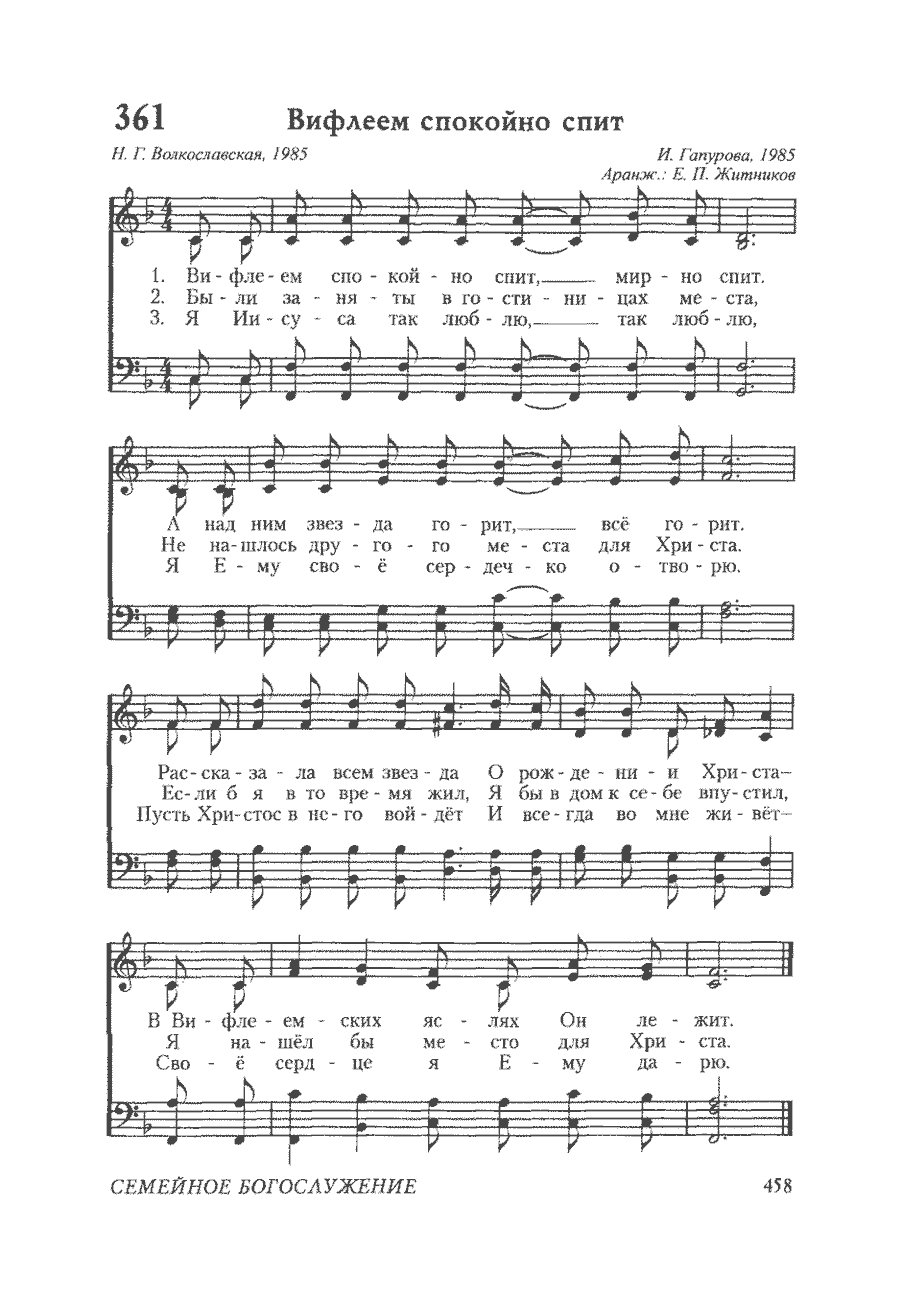 361 Вифлеем спокойно спит
Н. Г. Волкославская, 1985
И. Гапурова, 1985
Аранж.: Е. П. Житников
1. Ви - фле - ем спо - кой - но спит, мир - но спит.
2. Бы - ли за - ня - ты в го - сти - ни - цах ме - ста,
3. Я Ии - су - са так люб - лю, так люб - лю,
А над ним звез - да го - рит, всё го - рит.
Не на - шлось дру - го - го ме - ста для Хри - ста.
Я Е - му сво - ё сер - деч - ко о - тво - рю.
Рас - ска - за - ла всем звез - да О рож - де - ни - и Хри - ста–
Ес - ли б я в то вре - мя жил, Я бы в дом к се - бе впу - стил,
Пусть Хри - стос в не - го вой - дёт И все - гда во мне жи - вёт–
В Ви - фле - ем - ских яс - лях Он ле - жит.
Я на - шёл бы ме - сто для Хри - ста.
Сво - ё серд - це я Е - му да - рю.
СЕМЕЙНОЕ БОГОСЛУЖЕНИЕ 458